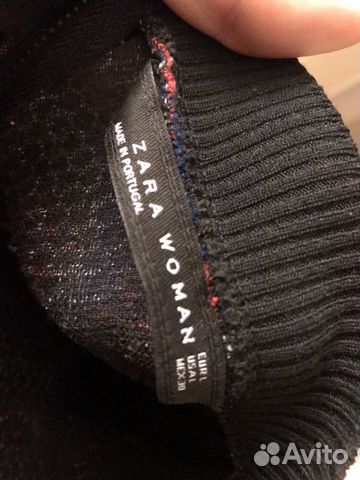 ZARA WOMAN
MADE IN PORTUGAL
EUR L
USA L
MEX 30
Avito